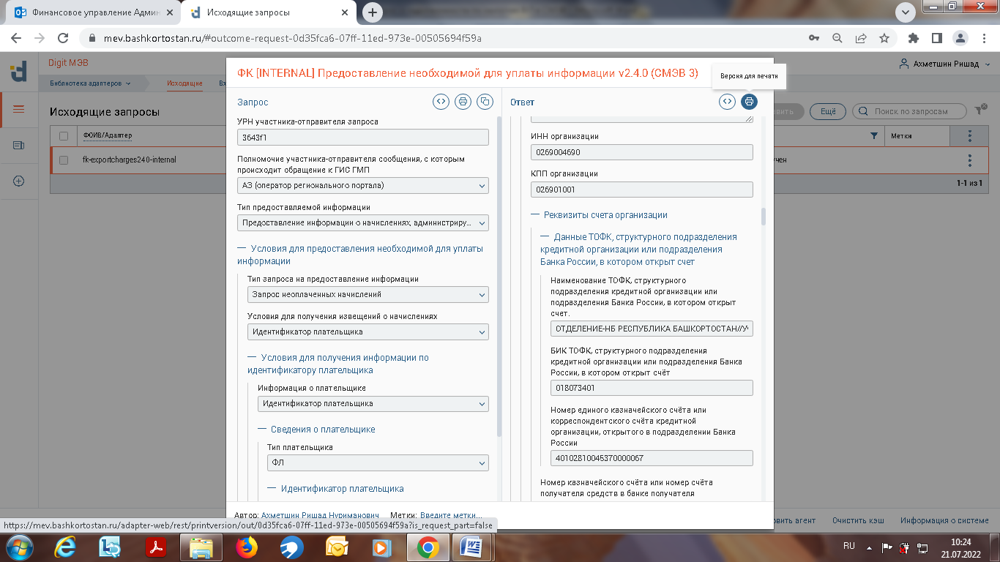 Финансовое управление Админ
Исходящие запросы
mev.bashkortostan.ru/#outcome-request-0d35fca6-07ff-11ed-973e-00505694f59a
Digit МЭВ
Ахметшин Ришад
Библиотека адаптеров
Исходящие
Вх
Исходящие запросы
вить
Ещё
Поиск по запросам
ФОИВ/Адаптер
Метки
fk-exportcharges240-internal
учен
1-1 из 1
ФК [INTERNAL] Предоставление необходимой для уплаты информации v2.4.0 (СМЭВ 3)
Версия для печати
Запрос
УРН участника-отправителя запроса
3643f1
Полномочие участника-отправителя сообщения, с которым
происходит обращение к ГИС ГМП
АЗ (оператор регионального портала)
Тип предоставляемой информации
Предоставление информации о начислениях, администриру...
— Условия для предоставления необходимой для уплаты
информации
Тип запроса на предоставление информации
Запрос неоплаченных начислений
Условия для получения извещений о начислениях
Идентификатор плательщика
— Условия для получения информации по
идентификатору плательщика
Информация о плательщике
Идентификатор плательщика
— Сведения о плательщике
Тип плательщика
ФЛ
— Идентификатор плательщика
Ответ
ИНН организации
0269004690
КПП организации
026901001
— Реквизиты счета организации
— Данные ТОФК, структурного подразделения
кредитной организации или подразделения
Банка России, в котором открыт счет
Наименование ТОФК, структурного
подразделения кредитной организации или
подразделения Банка России, в котором открыт
счет.
ОТДЕЛЕНИЕ-НБ РЕСПУБЛИКА БАШКОРТОСТАН//УФ
БИК ТОФК, структурного подразделения
кредитной организации или подразделения Банка
России, в котором открыт счёт
018073401
Номер единого казначейского счёта или
корреспондентского счёта кредитной
организации, открытого в подразделении Банка
России
40102810045370000067
Номер казначейского счёта или номер счёта
получателя средств в банке получателя
Автор: Ахметшин Ришад Нуриманович Метки: Введите метки...
https://mev.bashkortostan.ru/adapter-web/rest/printversion/out/0d35fca6-07ff-11ed-973e-00505694f59a?is_request_part=false
овить агент
Очистить кэш
Информация о системе
RU
10:24
21.07.2022